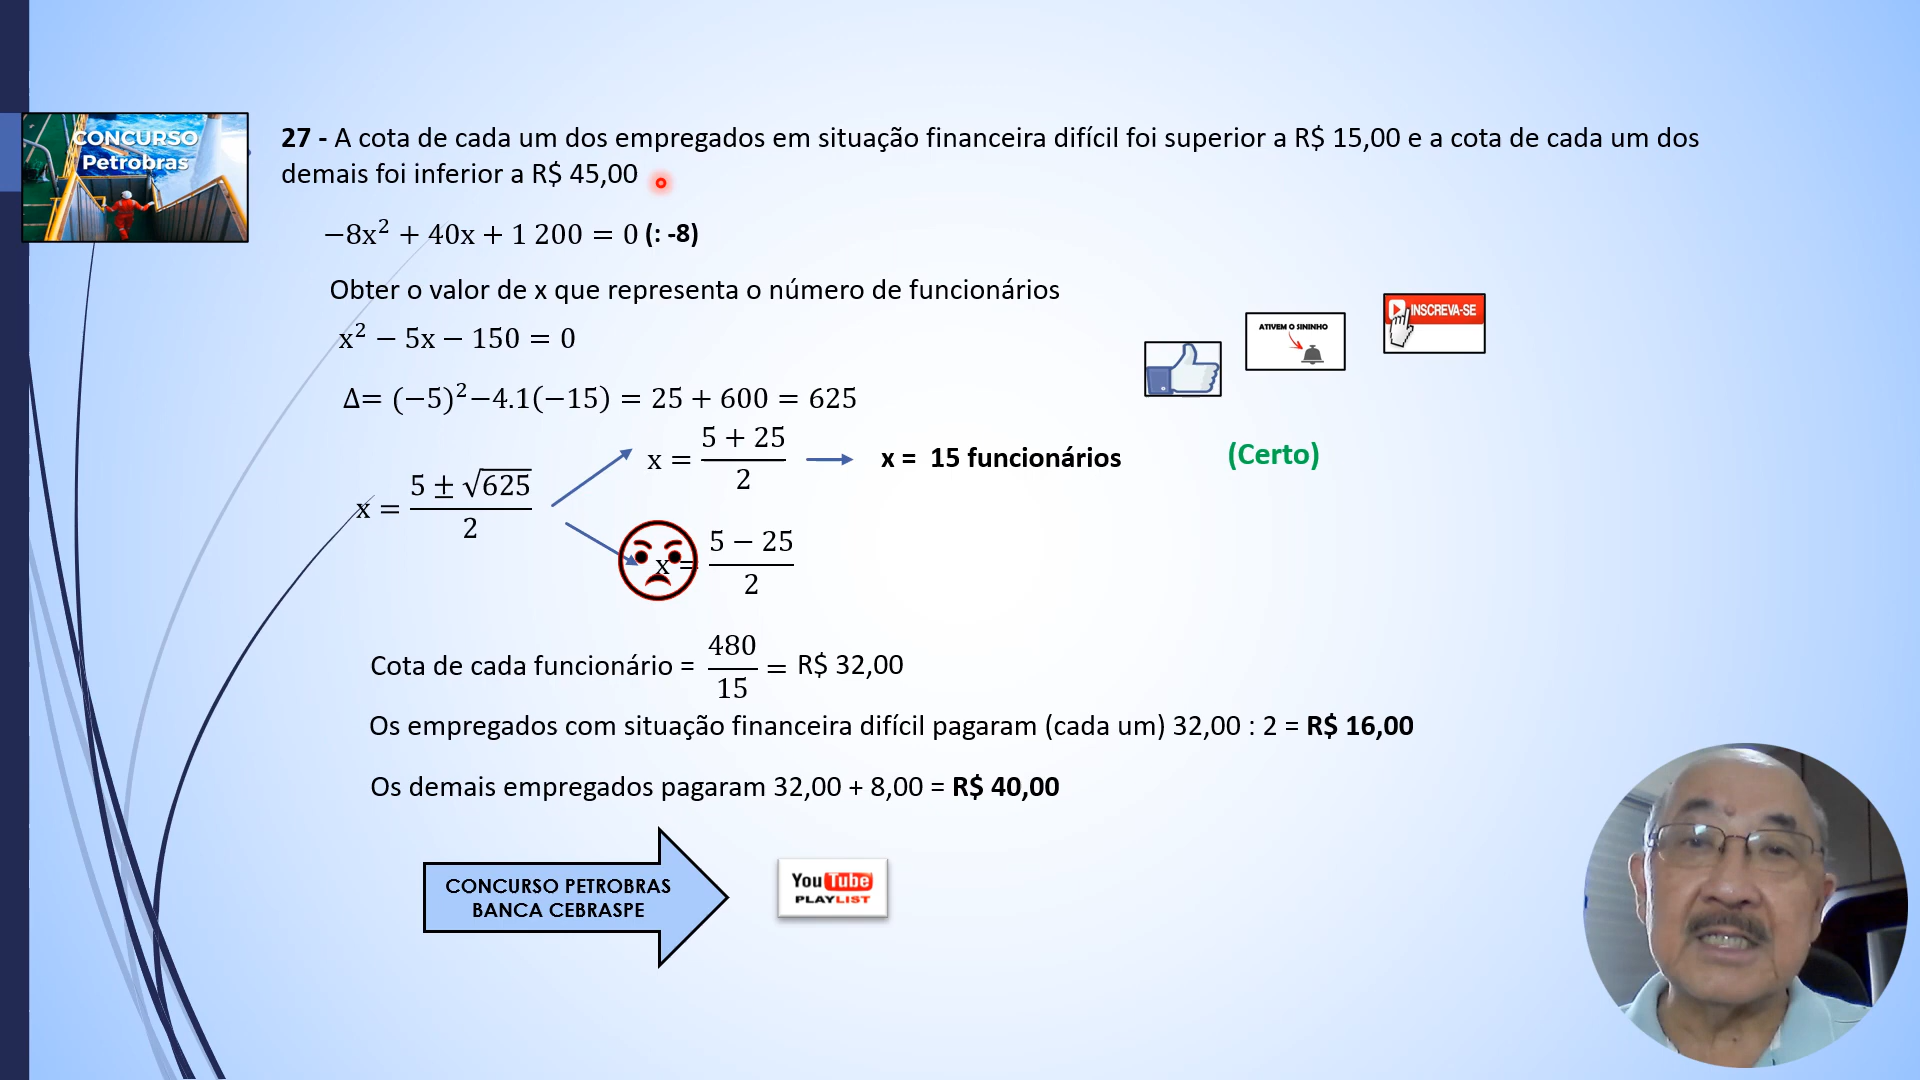 CONCURSO
Petrobras
27 - A cota de cada um dos empregados em situação financeira difícil foi superior a R$ 15,00 e a cota de cada um dos
demais foi inferior a R$ 45,00
−8x² + 40x + 1 200 = 0 (: -8)
Obter o valor de x que representa o número de funcionários
x² − 5x − 150 = 0
ATIVEM O SININHO
INSCREVA-SE
Δ= (−5)²−4.1(−15) = 25 + 600 = 625
x = (5 ± √625)/2
x = (5 + 25)/2
x = 15 funcionários
(Certo)
x = (5 − 25)/2
Cota de cada funcionário = 480/15 = R$ 32,00
Os empregados com situação financeira difícil pagaram (cada um) 32,00 : 2 = R$ 16,00
Os demais empregados pagaram 32,00 + 8,00 = R$ 40,00
CONCURSO PETROBRAS
BANCA CEBRASPE
YouTube
PLAYLIST